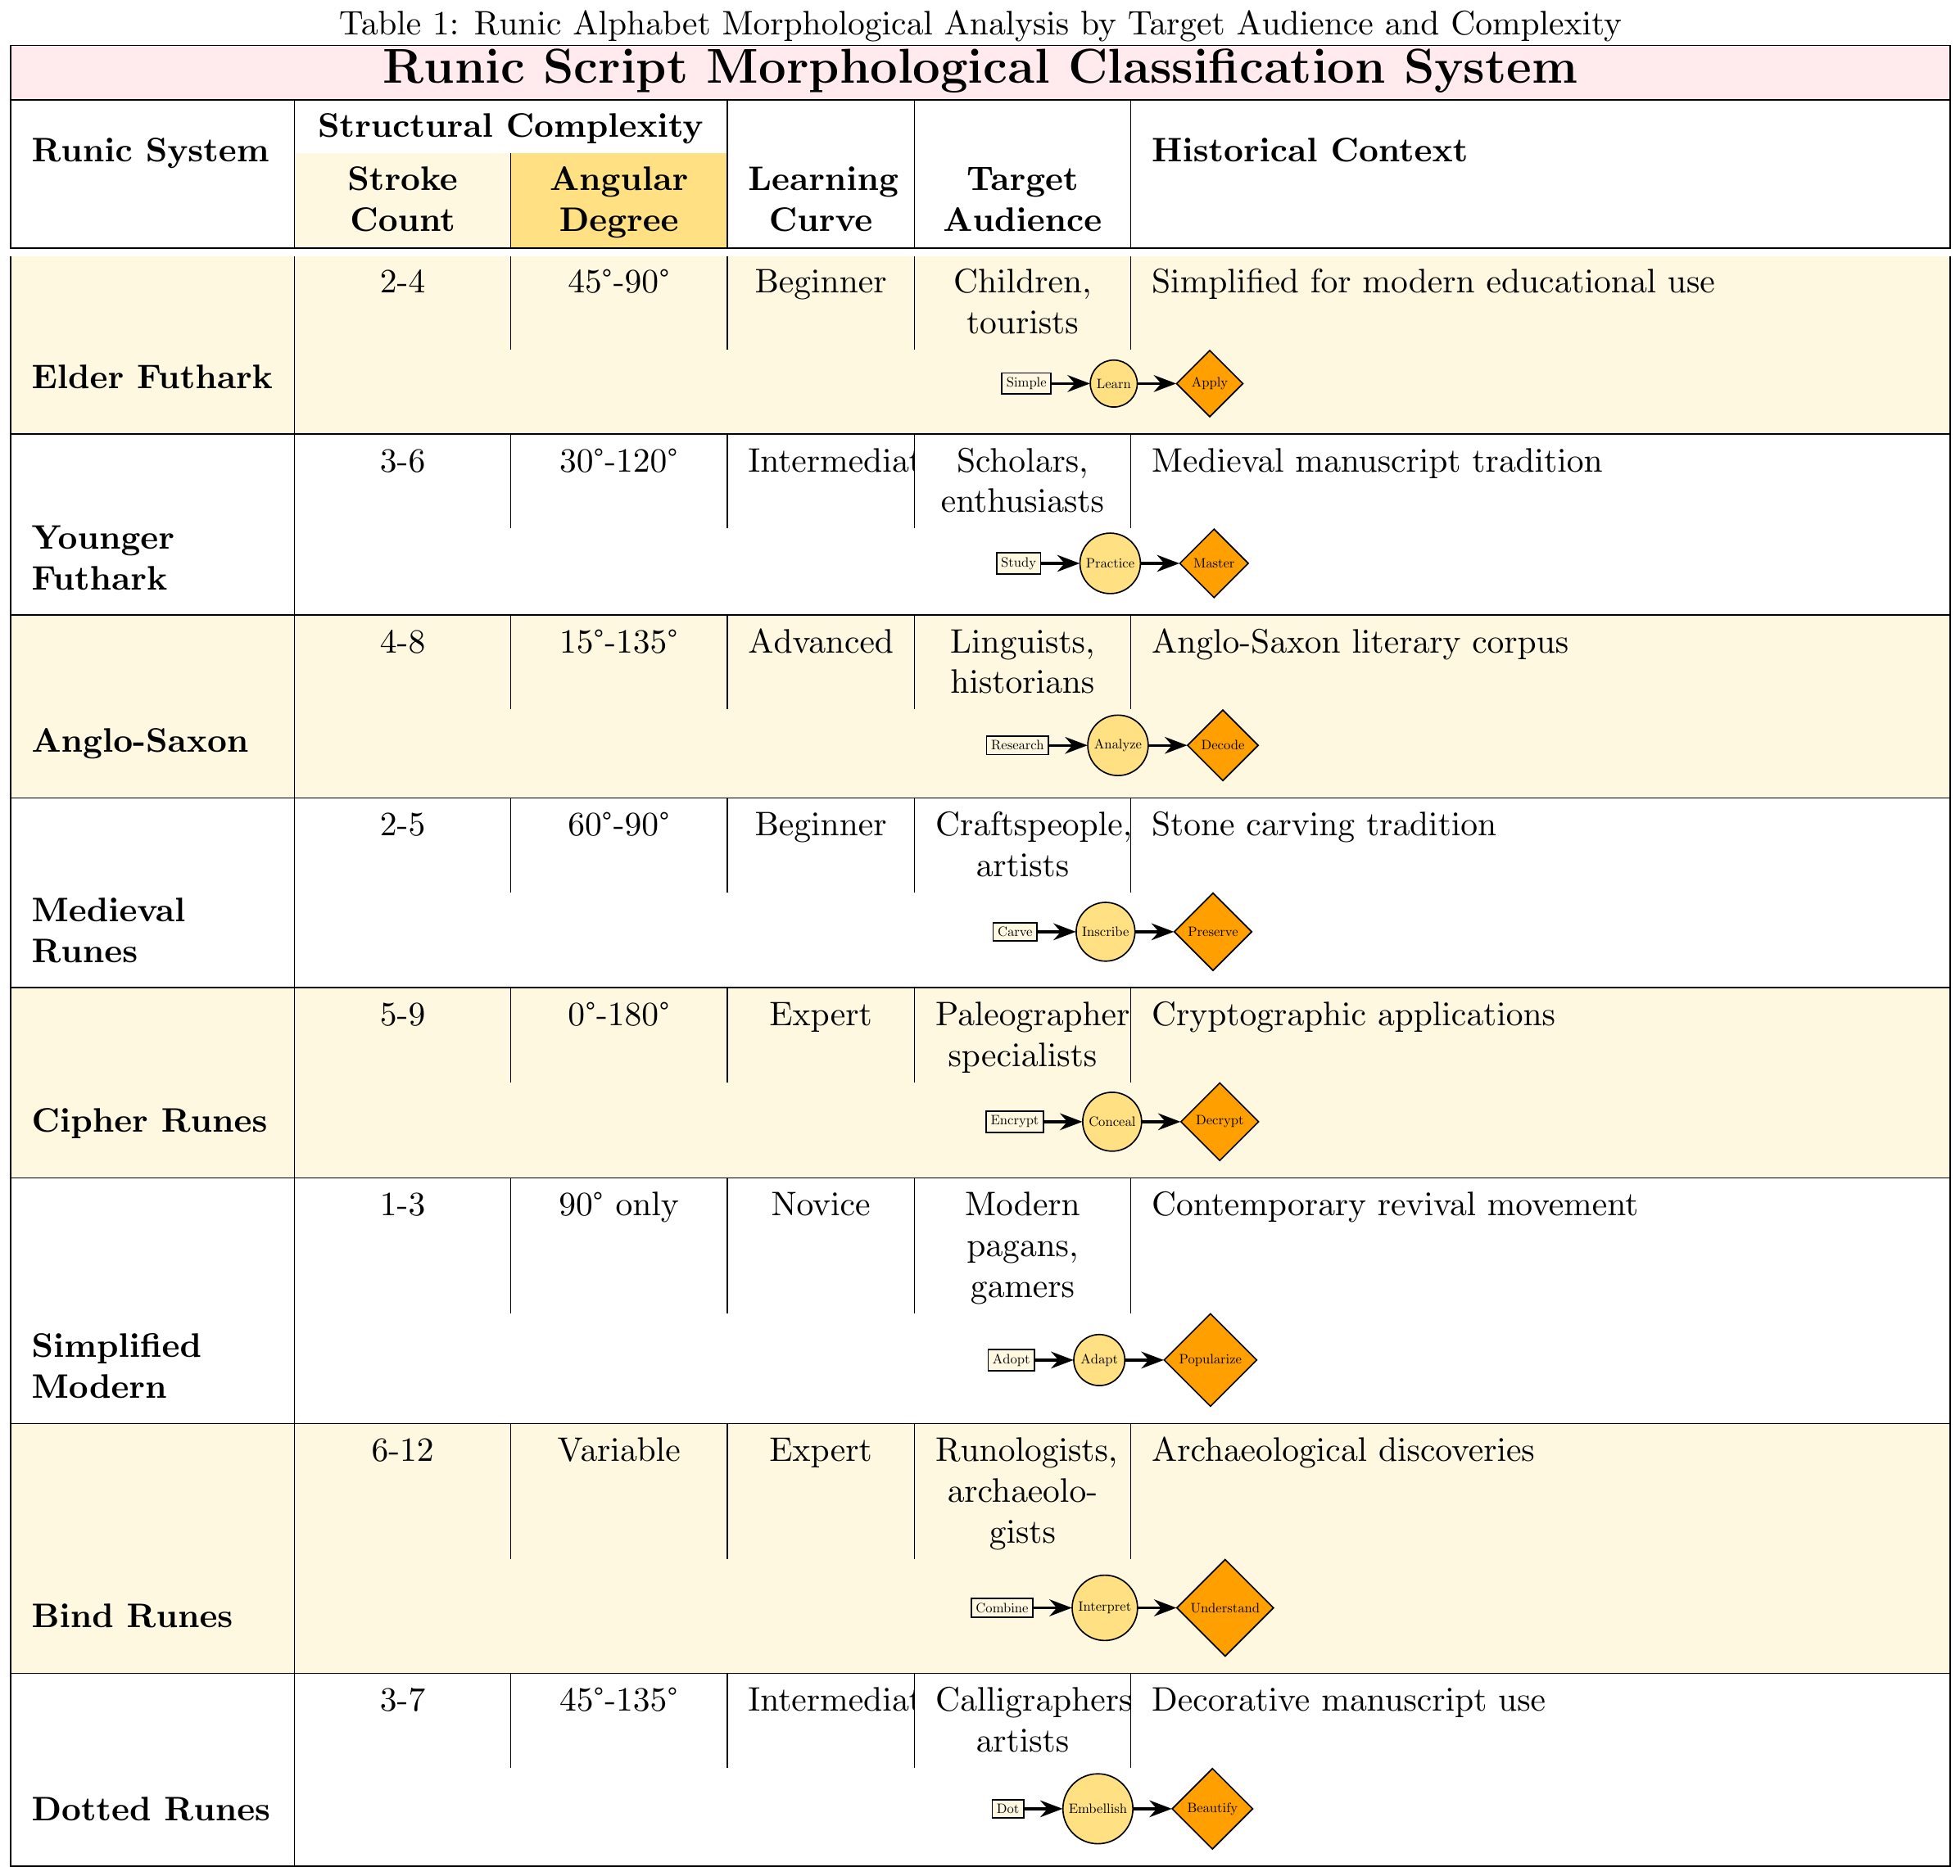 Table 1: Runic Alphabet Morphological Analysis by Target Audience and Complexity
Runic Script Morphological Classification System
Runic System
Structural Complexity
Stroke
Count
Angular
Degree
Learning
Curve
Target
Audience
Historical Context
Elder Futhark
2-4
45°-90°
Beginner
Children,
tourists
Simplified for modern educational use
Simple
Learn
Apply
Younger
Futhark
3-6
30°-120°
Intermediat
Scholars,
enthusiasts
Medieval manuscript tradition
Study
Practice
Master
Anglo-Saxon
4-8
15°-135°
Advanced
Linguists,
historians
Anglo-Saxon literary corpus
Research
Analyze
Decode
Medieval
Runes
2-5
60°-90°
Beginner
Craftspeople,
artists
Stone carving tradition
Carve
Inscribe
Preserve
Cipher Runes
5-9
0°-180°
Expert
Paleographer
specialists
Cryptographic applications
Encrypt
Conceal
Decrypt
Simplified
Modern
1-3
90° only
Novice
Modern
pagans,
gamers
Contemporary revival movement
Adopt
Adapt
Popularize
Bind Runes
6-12
Variable
Expert
Runologists,
archaeolo-
gists
Archaeological discoveries
Combine
Interpret
Understand
Dotted Runes
3-7
45°-135°
Intermediat
Calligraphers
artists
Decorative manuscript use
Dot
Embellish
Beautify